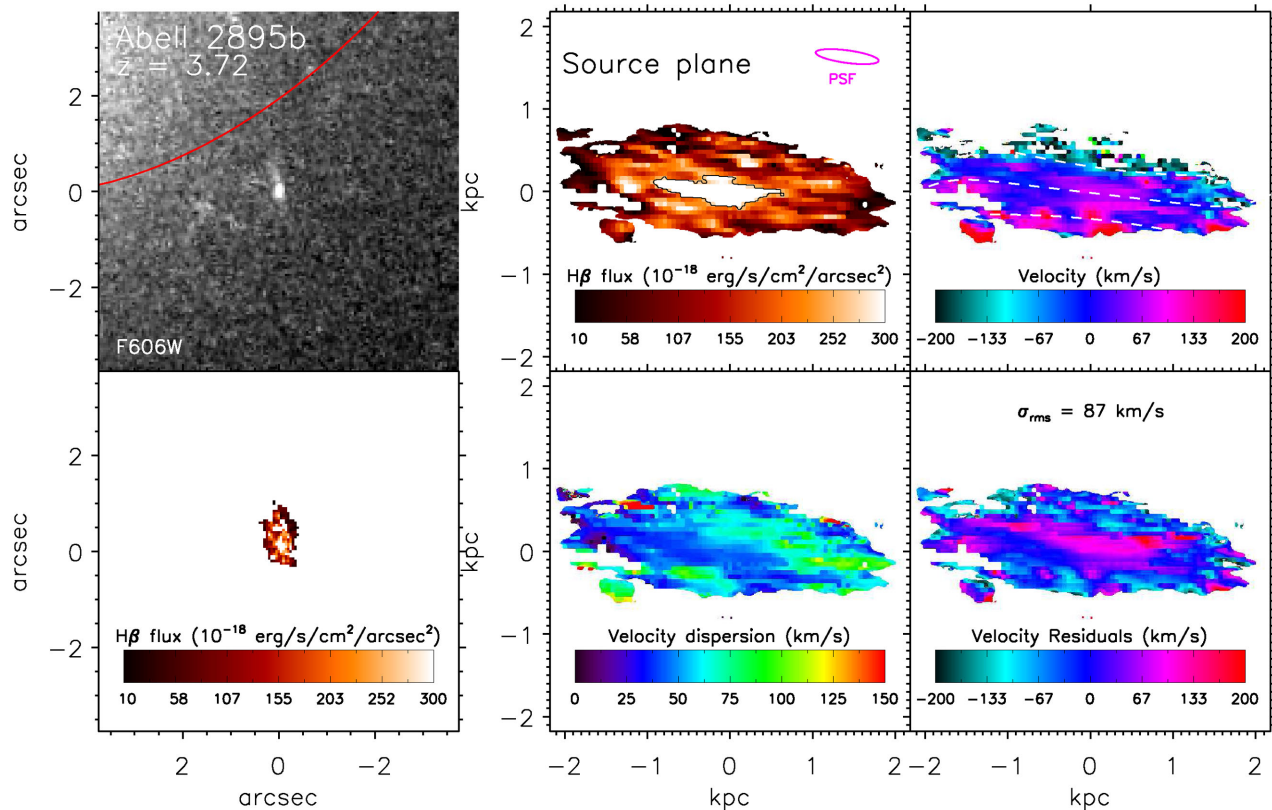 Abell 2895b
z = 3.72
2
0
−2
arcsec
F606W
Source plane
PSF
2
1
0
−1
−2
kpc
Hβ flux (10⁻¹⁸ erg/s/cm²/arcsec²)
10 58 107 155 203 252 300
Velocity (km/s)
−200 −133 −67 0 67 133 200
2
0
−2
arcsec
Hβ flux (10⁻¹⁸ erg/s/cm²/arcsec²)
10 58 107 155 203 252 300
2 0 −2
arcsec
2
1
0
−1
−2
kpc
Velocity dispersion (km/s)
0 25 50 75 100 125 150
−2 −1 0 1 2
kpc
σrms = 87 km/s
Velocity Residuals (km/s)
−200 −133 −67 0 67 133 200
−2 −1 0 1 2
kpc